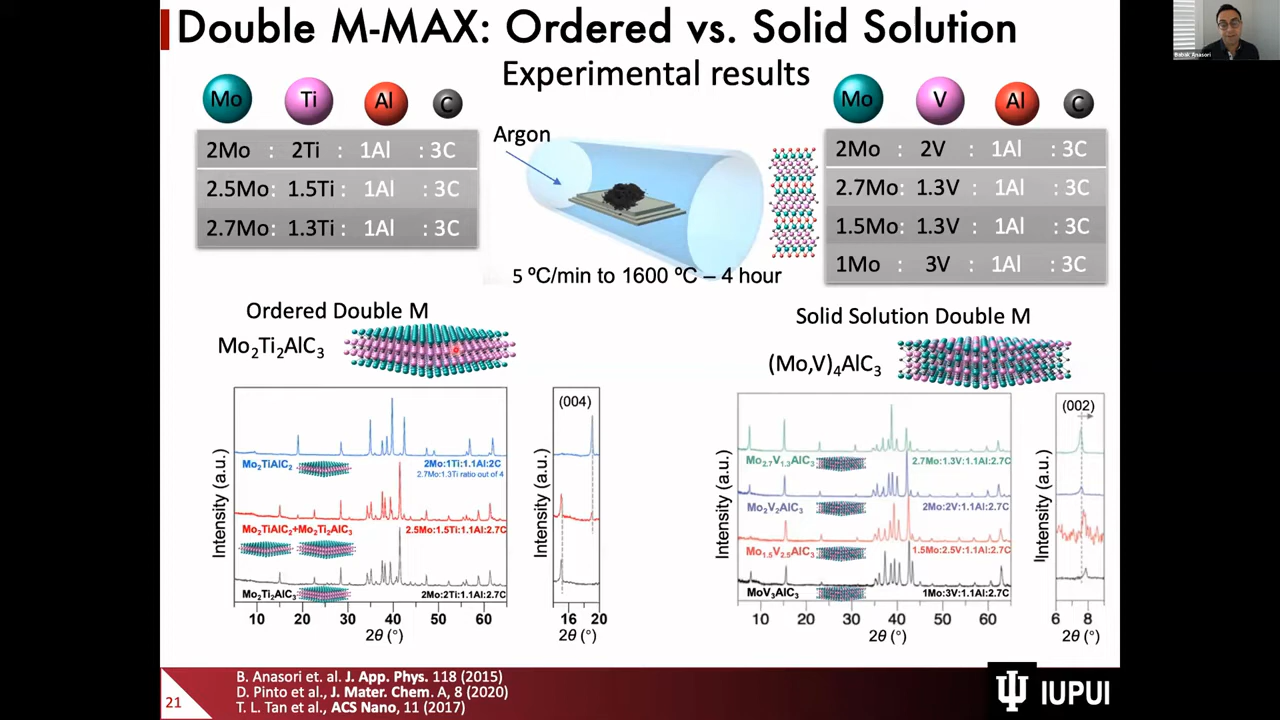 Double M-MAX: Ordered vs. Solid Solution
Experimental results
Babak Anasori
Mo Ti Al C
2Mo : 2Ti : 1Al : 3C
2.5Mo : 1.5Ti : 1Al : 3C
2.7Mo : 1.3Ti : 1Al : 3C
Argon
5 ºC/min to 1600 ºC – 4 hour
Mo V Al C
2Mo : 2V : 1Al : 3C
2.7Mo : 1.3V : 1Al : 3C
1.5Mo : 1.3V : 1Al : 3C
1Mo : 3V : 1Al : 3C
Ordered Double M
Mo₂Ti₂AlC₃
Intensity (a.u.)
Mo₂TiAlC₂
2Mo:1Ti:1.1Al:2C
2.7Mo:1.3Ti ratio out of 4
Mo₂TiAlC₂+Mo₂Ti₂AlC₃
2.5Mo:1.5Ti:1.1Al:2.7C
Mo₂Ti₂AlC₃
2Mo:2Ti:1.1Al:2.7C
10 20 30 40 50 60
2θ (°)
Intensity (a.u.)
(004)
16 20
2θ (°)
Solid Solution Double M
(Mo,V)₄AlC₃
Intensity (a.u.)
Mo₂.₇V₁.₃AlC₃
2.7Mo:1.3V:1.1Al:2.7C
Mo₂V₂AlC₃
2Mo:2V:1.1Al:2.7C
Mo₁.₅V₂.₅AlC₃
1.5Mo:2.5V:1.1Al:2.7C
MoV₃AlC₃
1Mo:3V:1.1Al:2.7C
10 20 30 40 50 60
2θ (°)
Intensity (a.u.)
(002)
6 8
2θ (°)
21
B. Anasori et. al. J. App. Phys. 118 (2015)
D. Pinto et al., J. Mater. Chem. A, 8 (2020)
T. L. Tan et al., ACS Nano, 11 (2017)
IUPUI